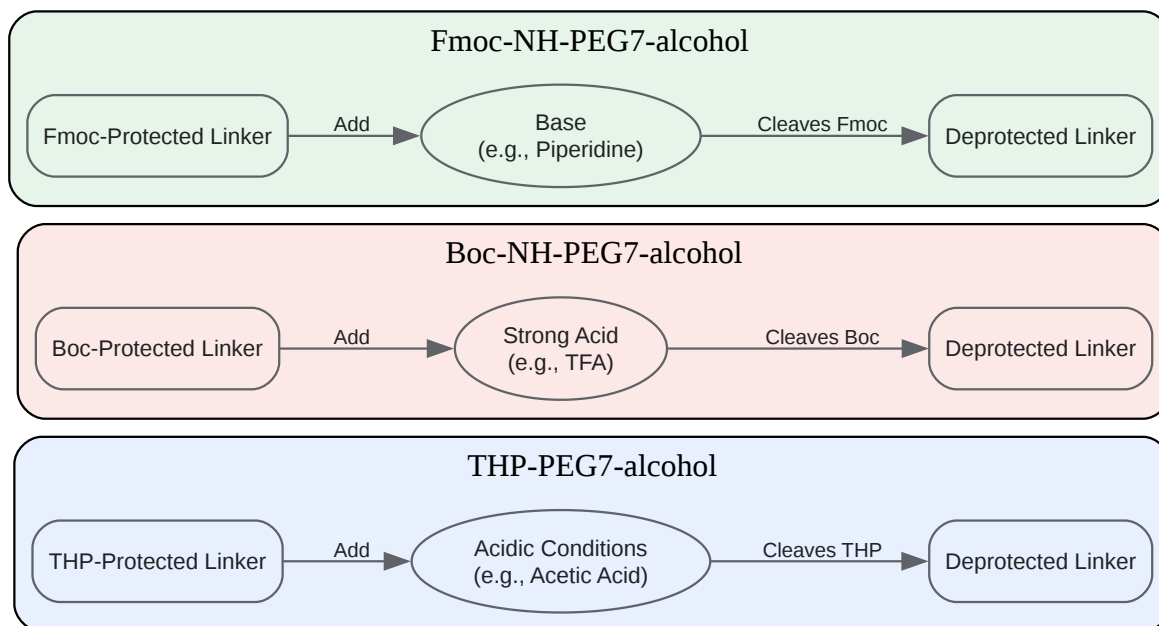 Fmoc-NH-PEG7-alcohol
Fmoc-Protected Linker
Add
Base
(e.g., Piperidine)
Cleaves Fmoc
Deprotected Linker
Boc-NH-PEG7-alcohol
Boc-Protected Linker
Add
Strong Acid
(e.g., TFA)
Cleaves Boc
Deprotected Linker
THP-PEG7-alcohol
THP-Protected Linker
Add
Acidic Conditions
(e.g., Acetic Acid)
Cleaves THP
Deprotected Linker